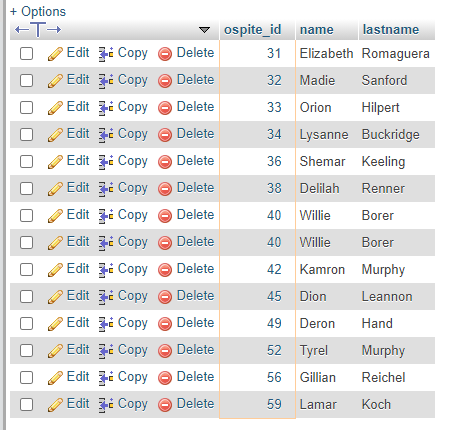 + Options
←T→ ospite_id name lastname
Edit Copy Delete 31 Elizabeth Romaguera
Edit Copy Delete 32 Madie Sanford
Edit Copy Delete 33 Orion Hilpert
Edit Copy Delete 34 Lysanne Buckridge
Edit Copy Delete 36 Shemar Keeling
Edit Copy Delete 38 Delilah Renner
Edit Copy Delete 40 Willie Borer
Edit Copy Delete 40 Willie Borer
Edit Copy Delete 42 Kamron Murphy
Edit Copy Delete 45 Dion Leannon
Edit Copy Delete 49 Deron Hand
Edit Copy Delete 52 Tyrel Murphy
Edit Copy Delete 56 Gillian Reichel
Edit Copy Delete 59 Lamar Koch